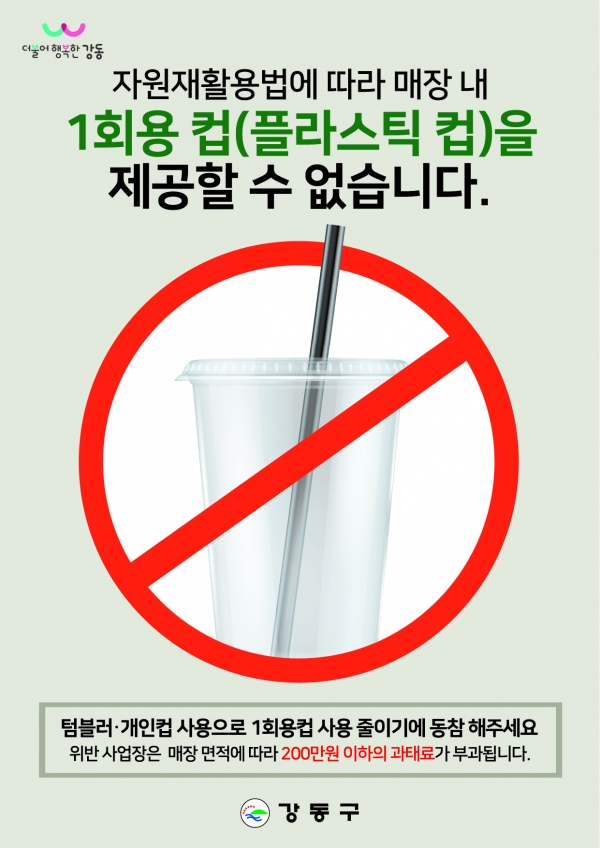 더불어 행복한 강동
자원재활용법에 따라 매장 내
1회용 컵(플라스틱 컵)을
제공할 수 없습니다.
텀블러·개인컵 사용으로 1회용컵 사용 줄이기에 동참 해주세요
위반 사업장은 매장 면적에 따라 200만원 이하의 과태료가 부과됩니다.
강동구